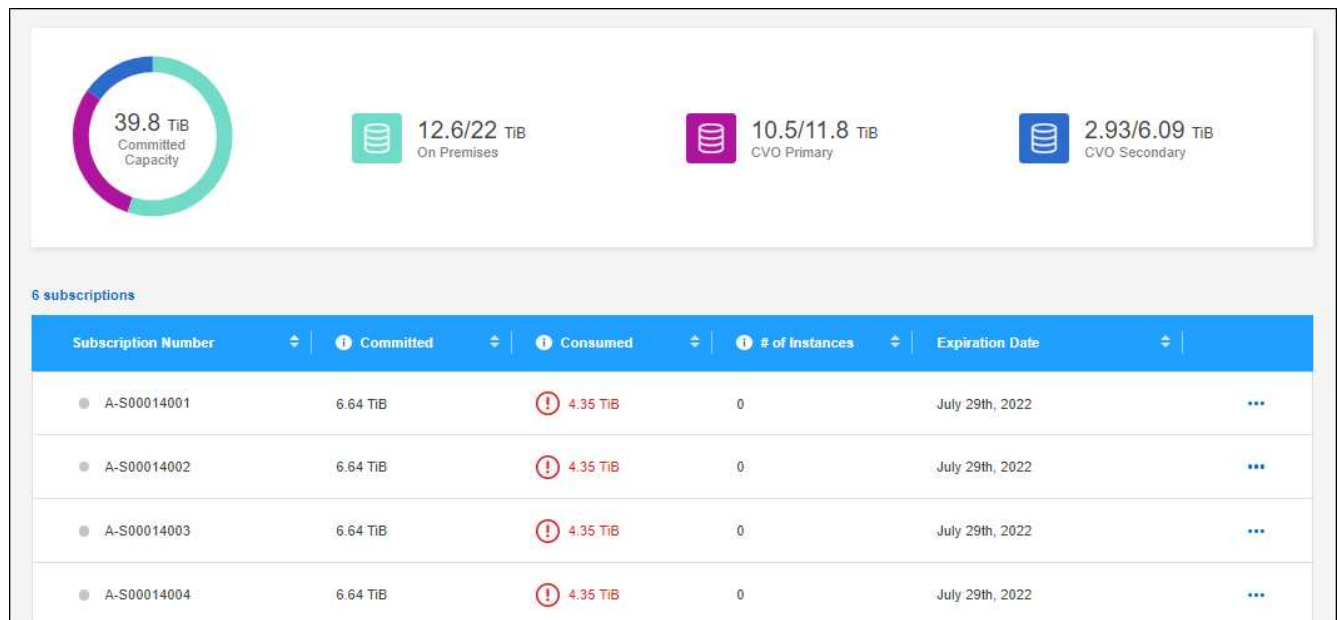 39.8 TiB
Committed
Capacity
12.6/22 TiB
On Premises
10.5/11.8 TiB
CVO Primary
2.93/6.09 TiB
CVO Secondary
6 subscriptions
Subscription Number Committed Consumed # of Instances Expiration Date
A-S00014001 6.64 TiB 4.35 TiB 0 July 29th, 2022
A-S00014002 6.64 TiB 4.35 TiB 0 July 29th, 2022
A-S00014003 6.64 TiB 4.35 TiB 0 July 29th, 2022
A-S00014004 6.64 TiB 4.35 TiB 0 July 29th, 2022